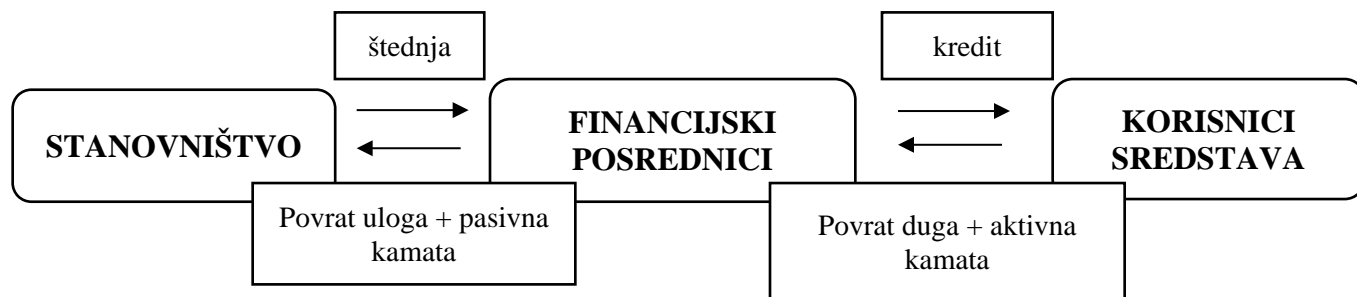 štednja
kredit
STANOVNIŠTVO
FINANCIJSKI
POSREDNICI
KORISNICI
SREDSTAVA
Povrat uloga + pasivna
kamata
Povrat duga + aktivna
kamata